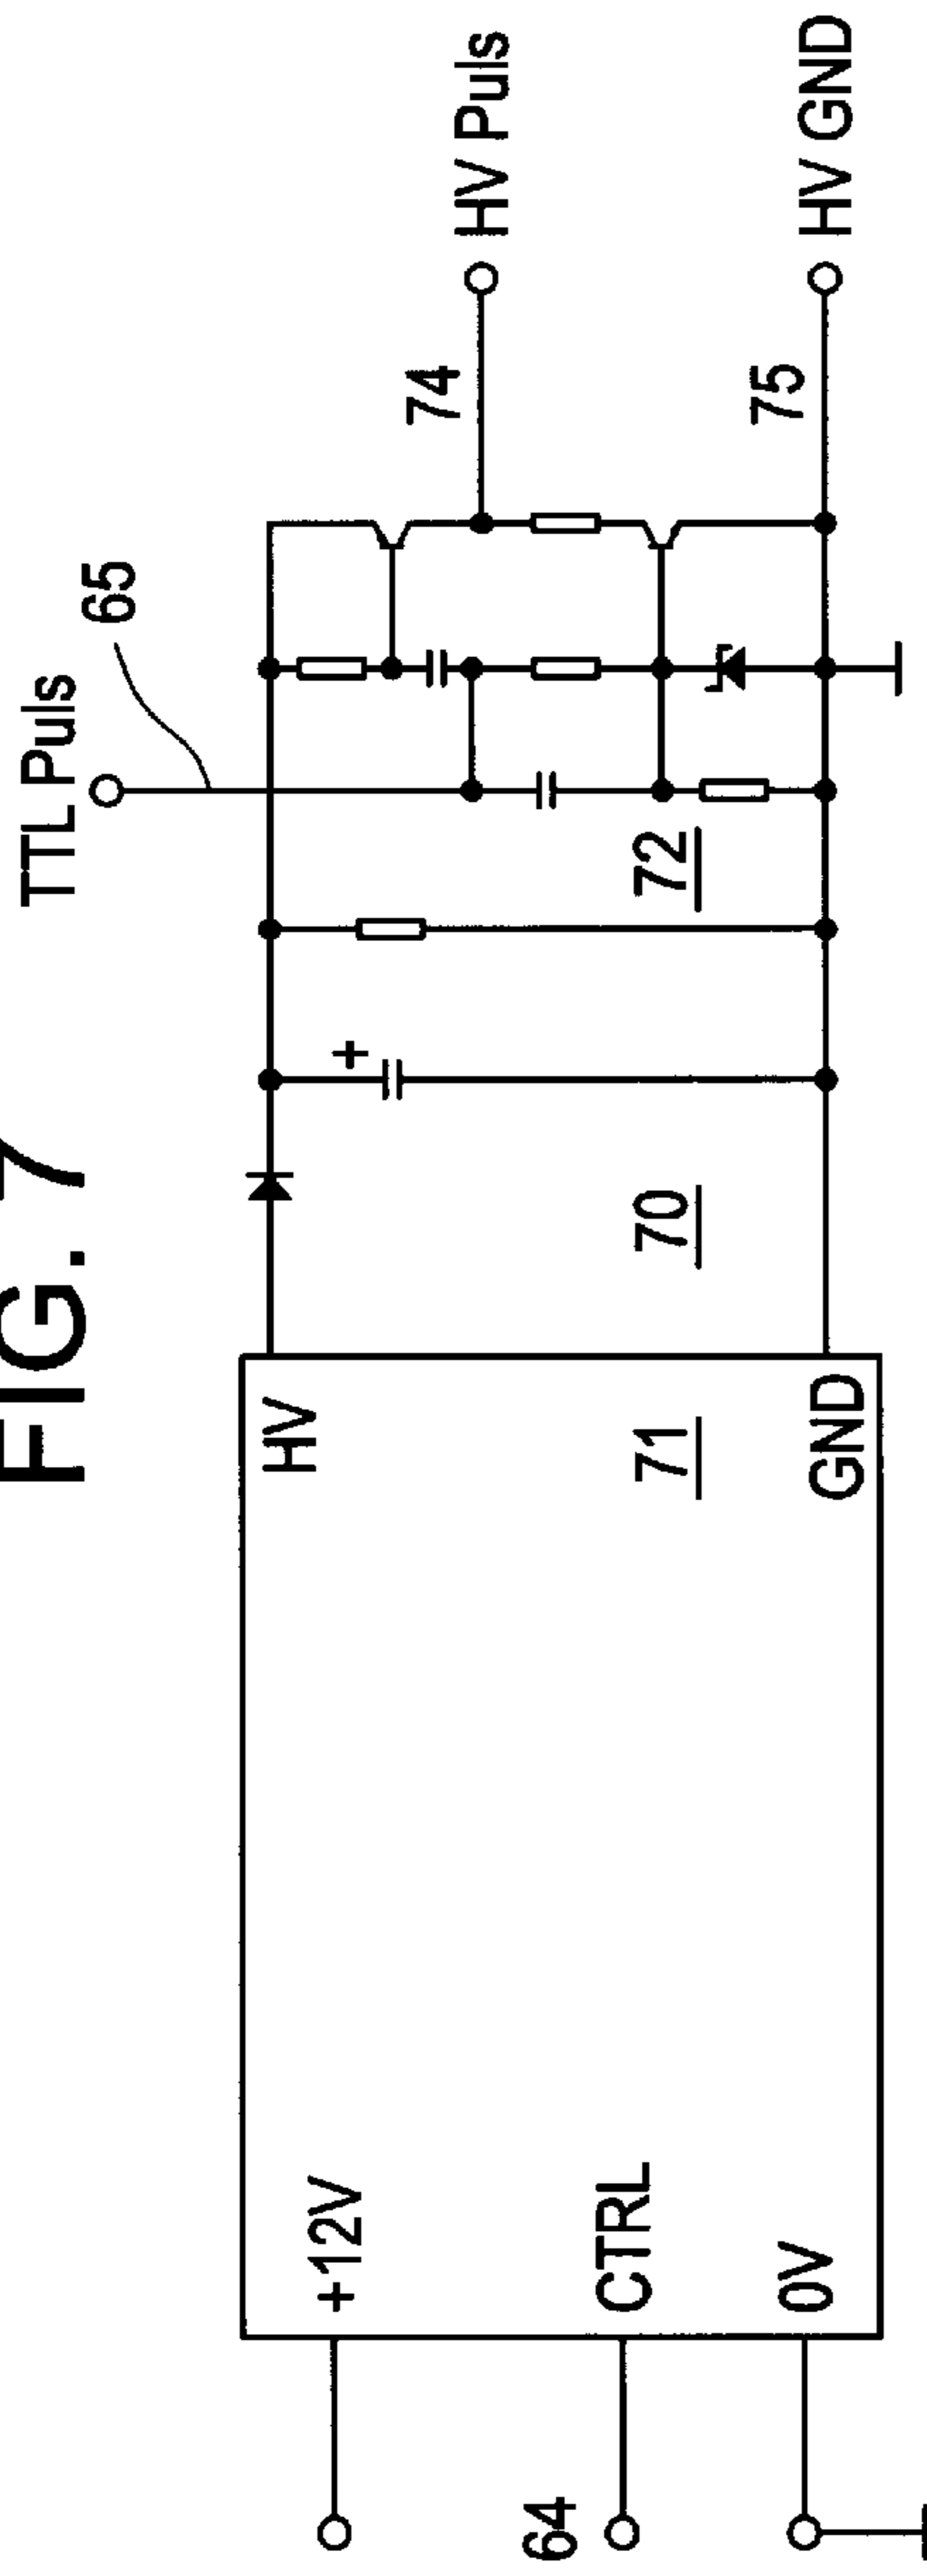 FIG. 7
TTL Puls
65
HV Puls
74
HV GND
75
72
70
HV
71
GND
+
+12V
CTRL
0V
64